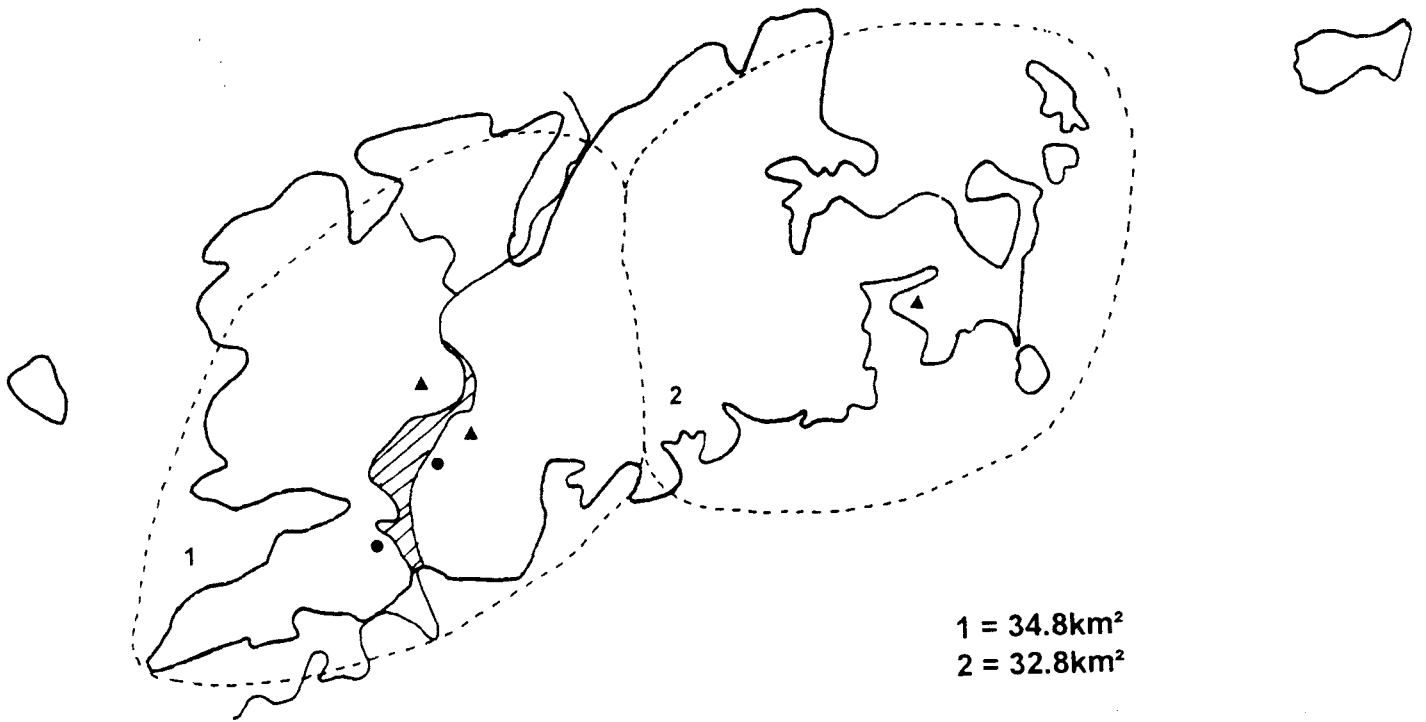 2
1
1 = 34.8km²
2 = 32.8km²